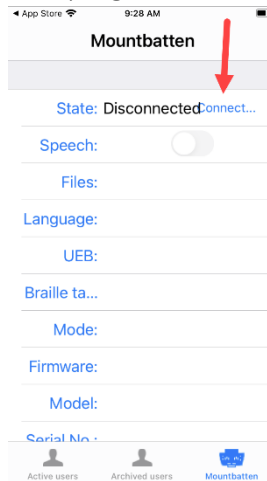 ◀ App Store 9:28 AM
Mountbatten
State: Disconnected Connect...
Speech:
Files:
Language:
UEB:
Braille ta...
Mode:
Firmware:
Model:
Serial No.:
Active users Archived users Mountbatten